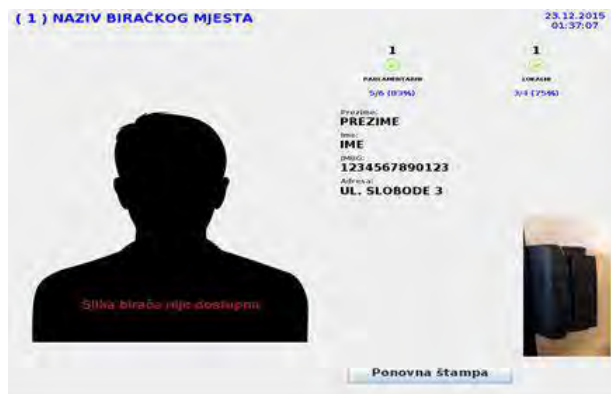 ( 1 ) NAZIV BIRAČKOG MJESTA
23.12.2015
01:37:07
1
PARLAMENTARNI
5/6 (83%)
1
LOKALNI
3/4 (75%)
Prezime:
PREZIME
Ime:
IME
JMBG:
1234567890123
Adresa:
UL. SLOBODE 3
Slika birača nije dostupna
Ponovna štampa